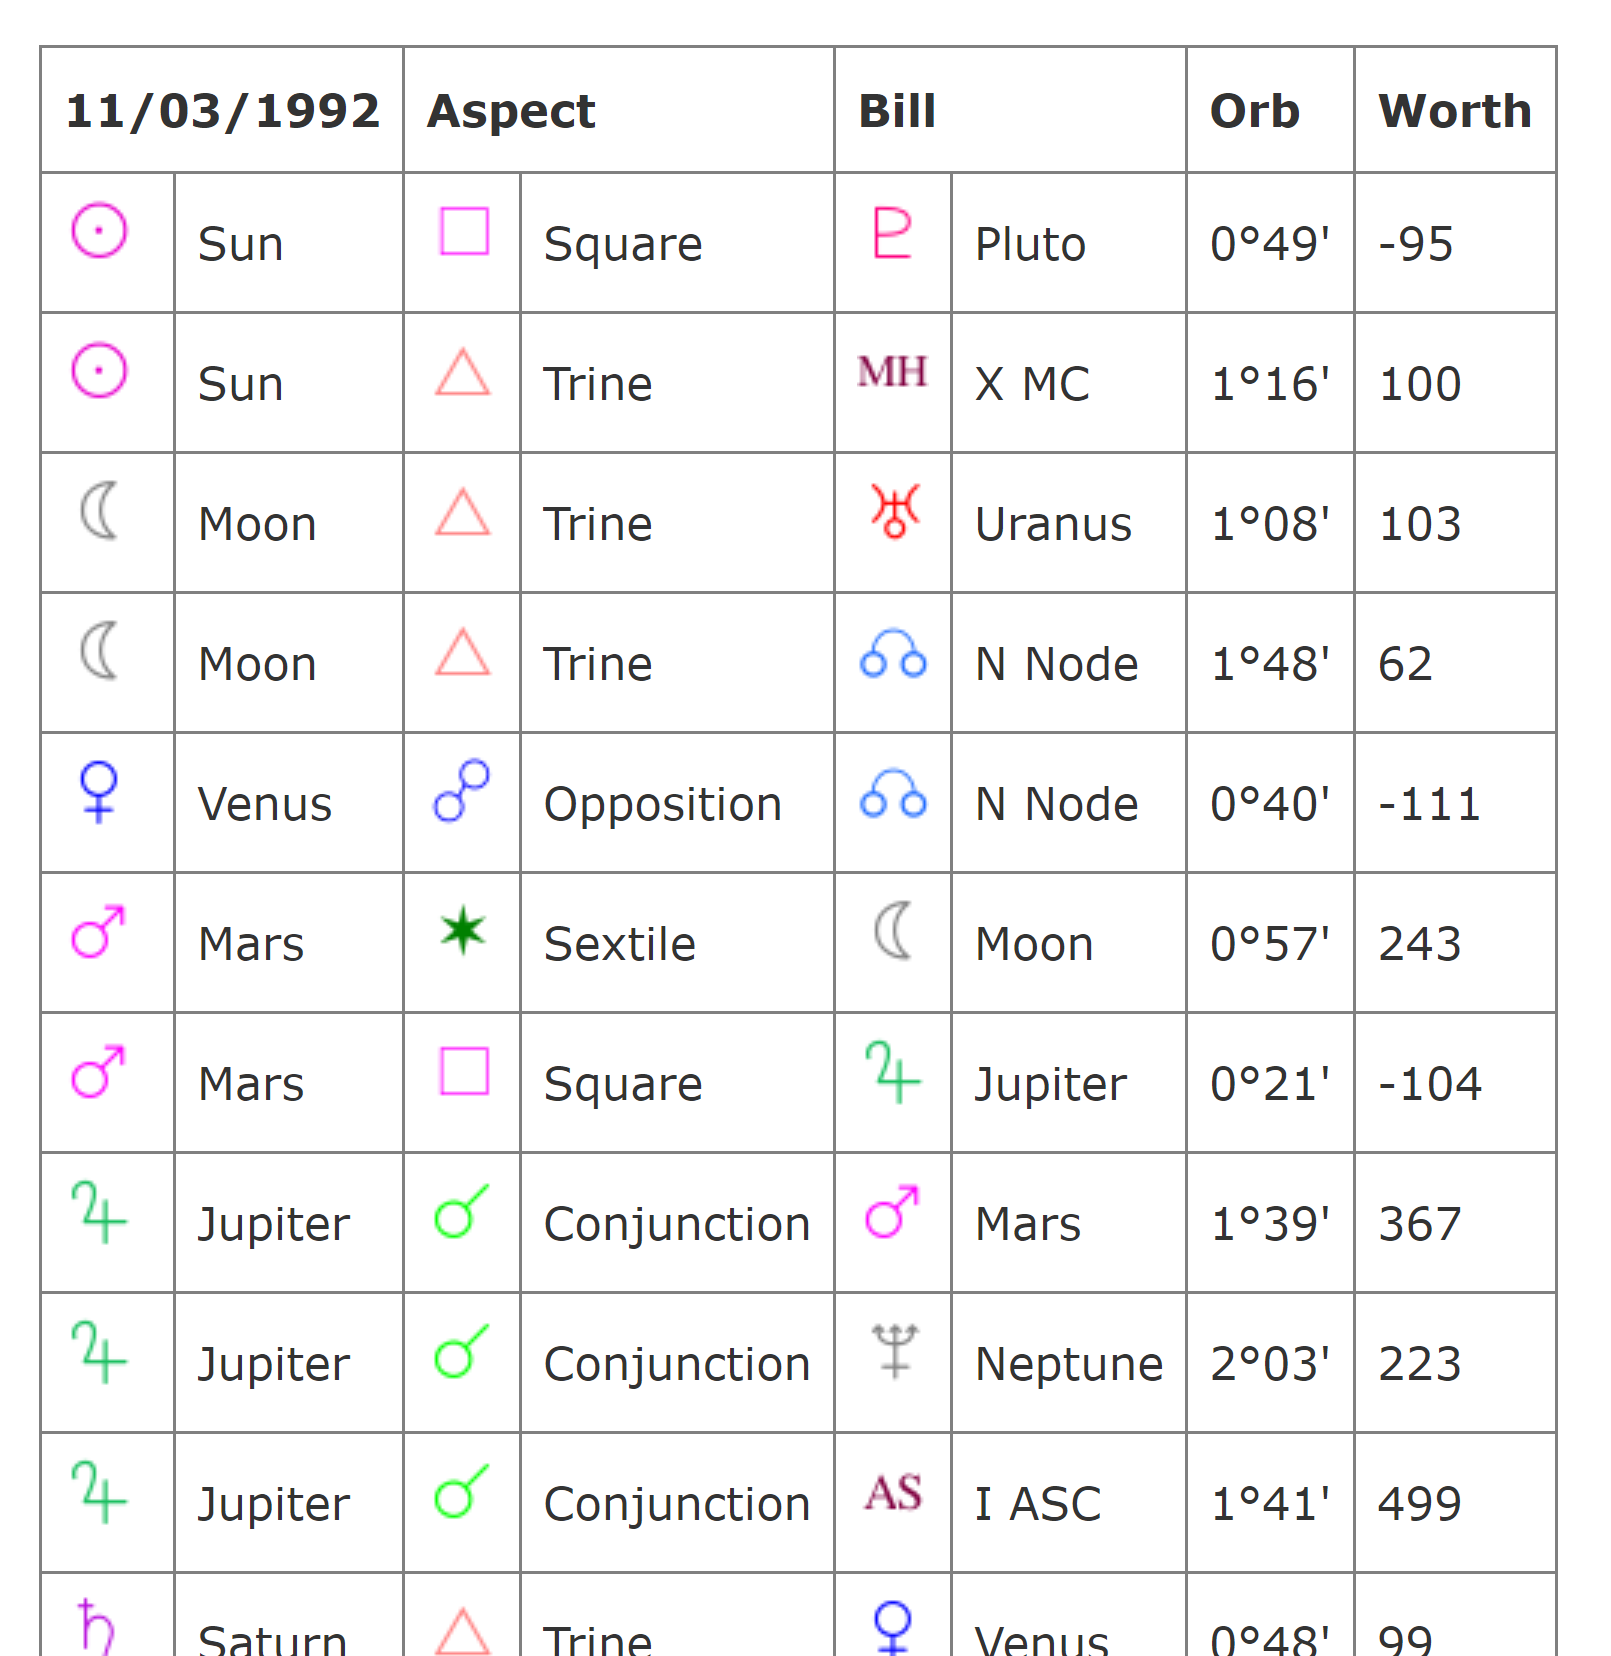 11/03/1992 Aspect Bill Orb Worth
Sun Square Pluto 0°49' -95
Sun Trine MH X MC 1°16' 100
Moon Trine Uranus 1°08' 103
Moon Trine N Node 1°48' 62
Venus Opposition N Node 0°40' -111
Mars Sextile Moon 0°57' 243
Mars Square Jupiter 0°21' -104
Jupiter Conjunction Mars 1°39' 367
Jupiter Conjunction Neptune 2°03' 223
Jupiter Conjunction AS I ASC 1°41' 499
Saturn Trine Venus 0°48' 99